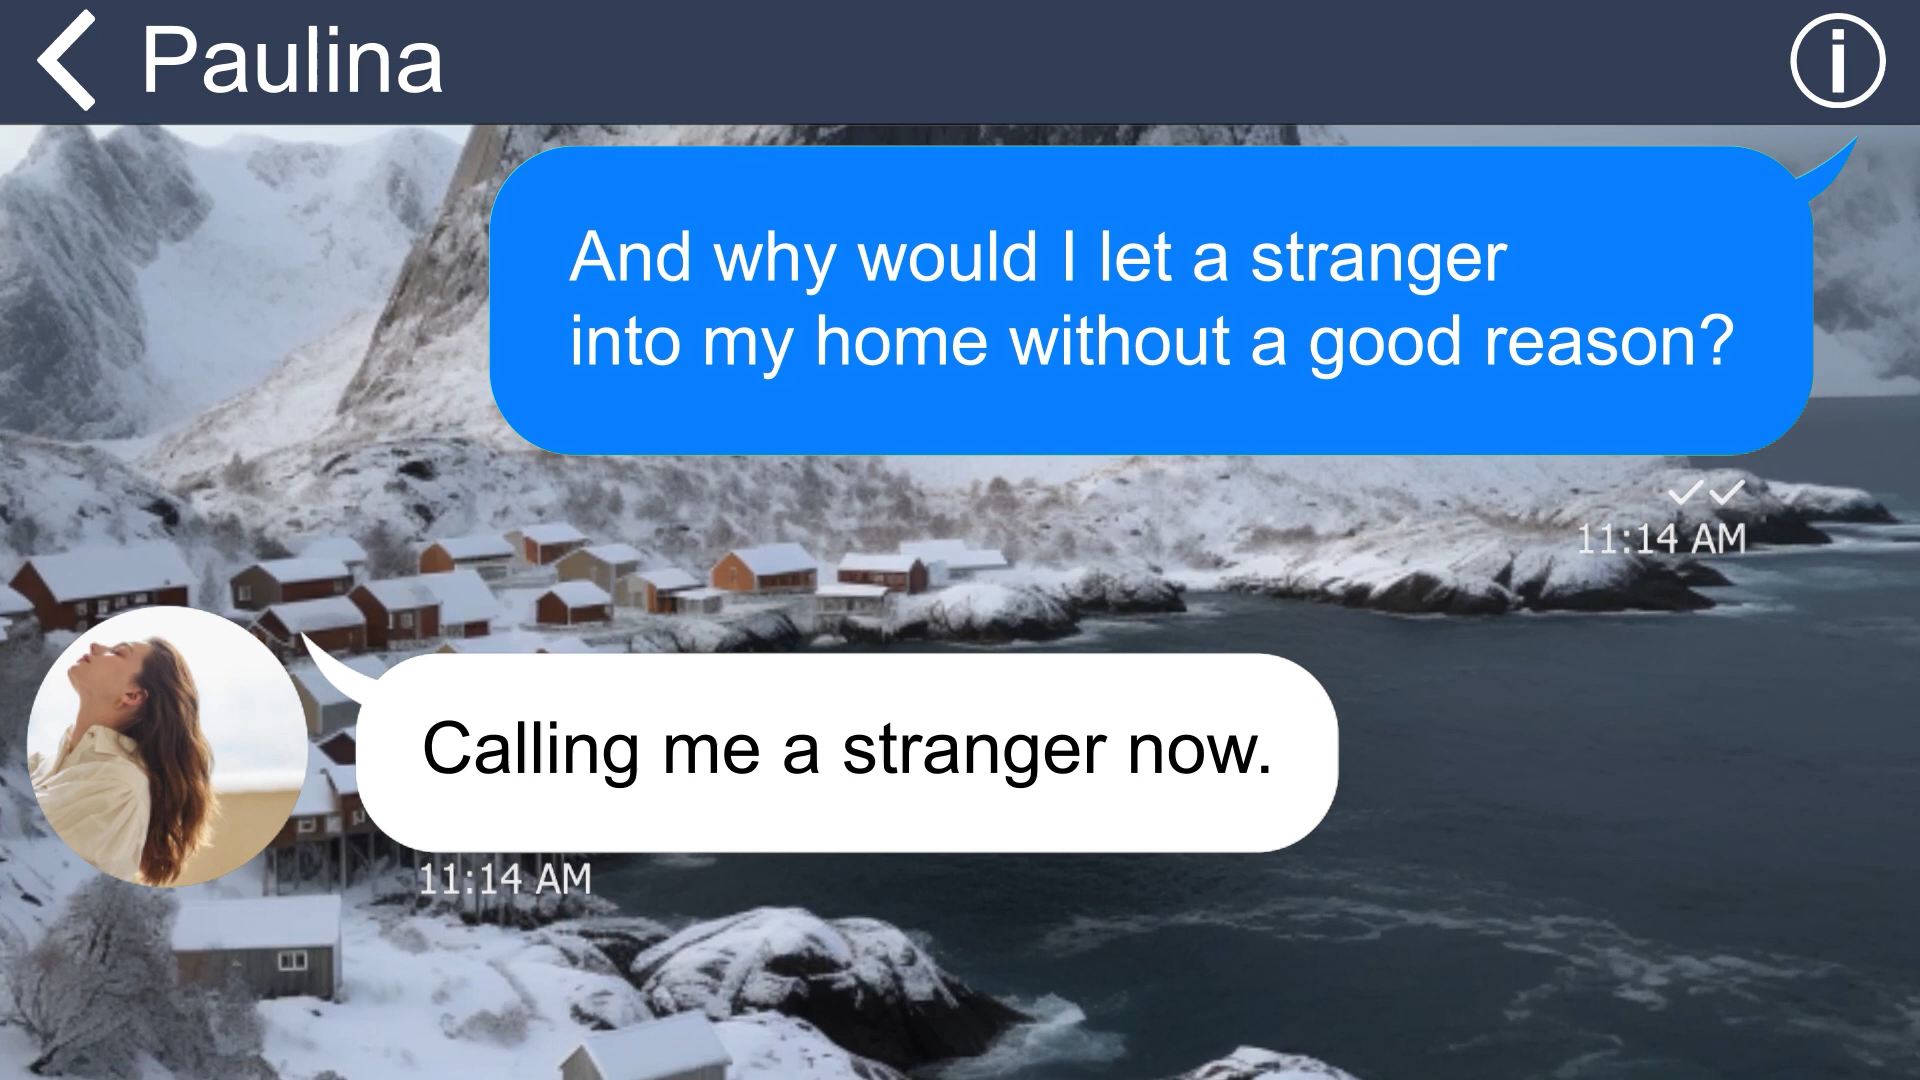 Paulina
And why would I let a stranger
into my home without a good reason?
11:14 AM
Calling me a stranger now.
11:14 AM